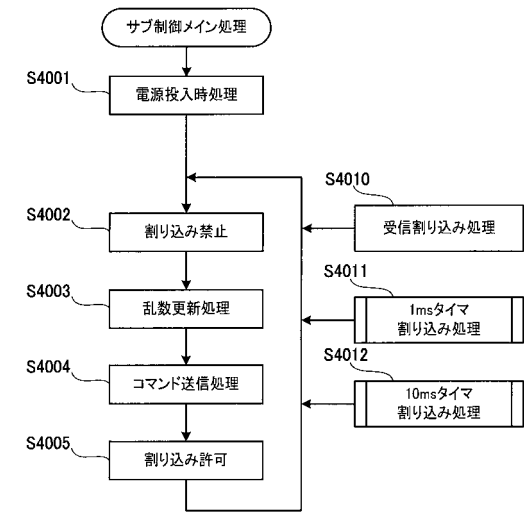 サブ制御メイン処理
S4001
電源投入時処理
S4010
受信割り込み処理
S4002
割り込み禁止
S4011
1msタイマ
割り込み処理
S4003
乱数更新処理
S4012
10msタイマ
割り込み処理
S4004
コマンド送信処理
S4005
割り込み許可